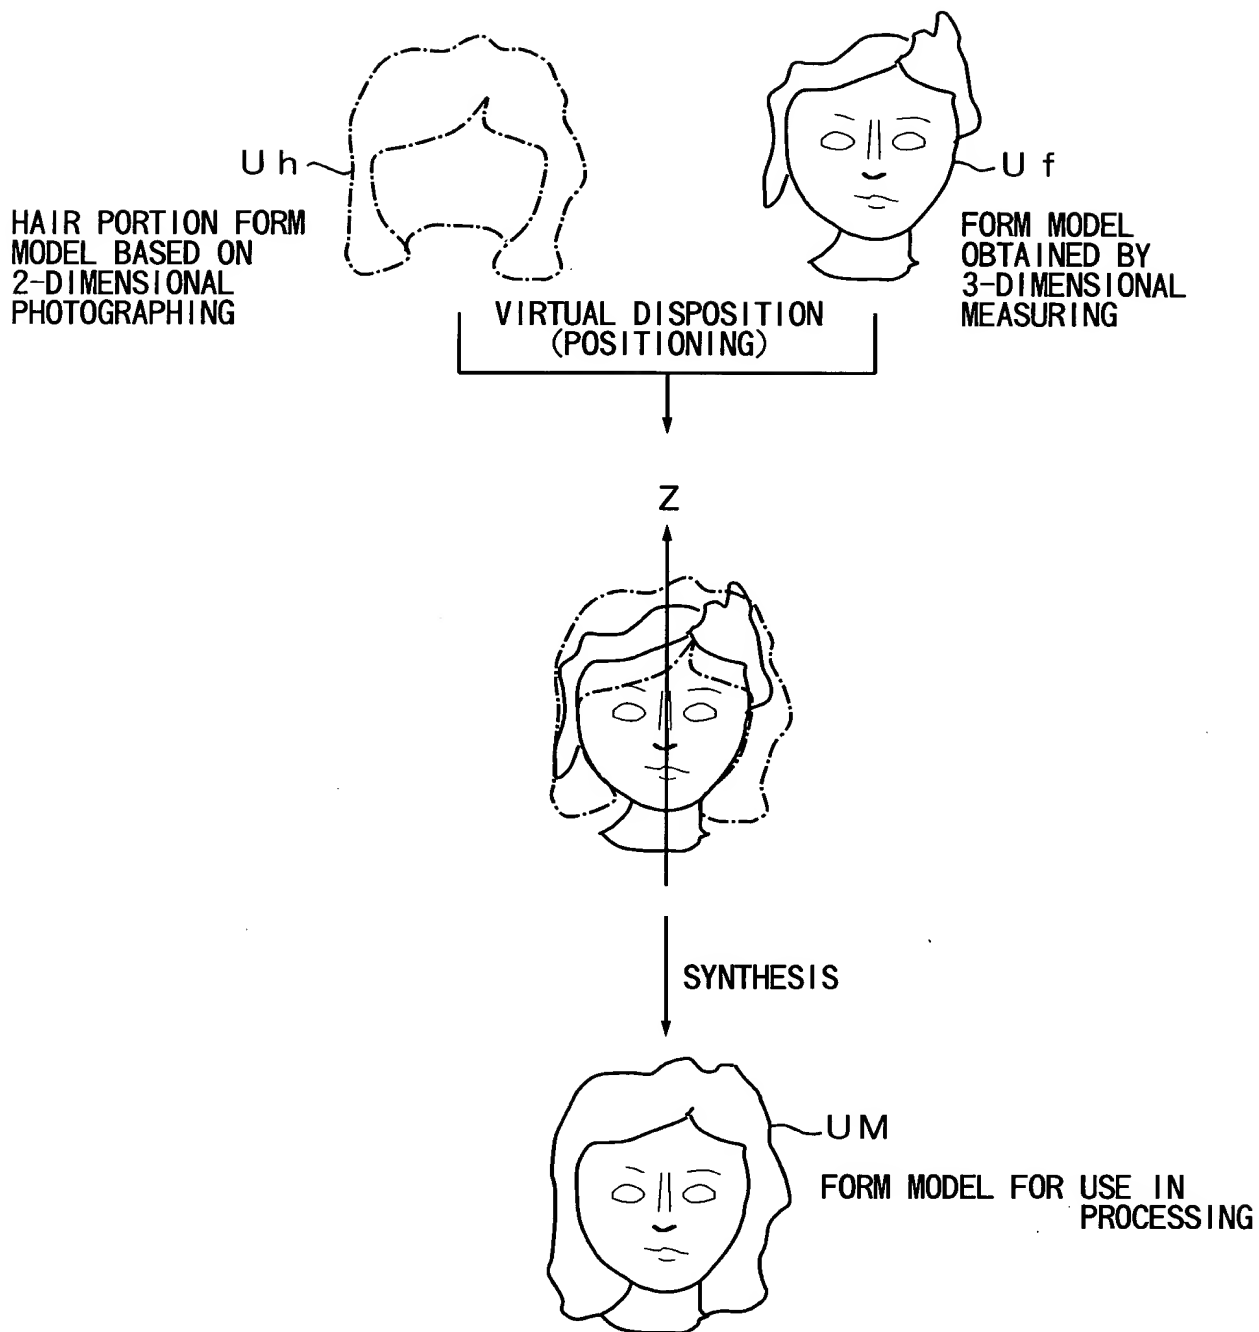 Uh
HAIR PORTION FORM
MODEL BASED ON
2-DIMENSIONAL
PHOTOGRAPHING
Uf
FORM MODEL
OBTAINED BY
3-DIMENSIONAL
MEASURING
VIRTUAL DISPOSITION
(POSITIONING)
Z
SYNTHESIS
UM
FORM MODEL FOR USE IN
PROCESSING